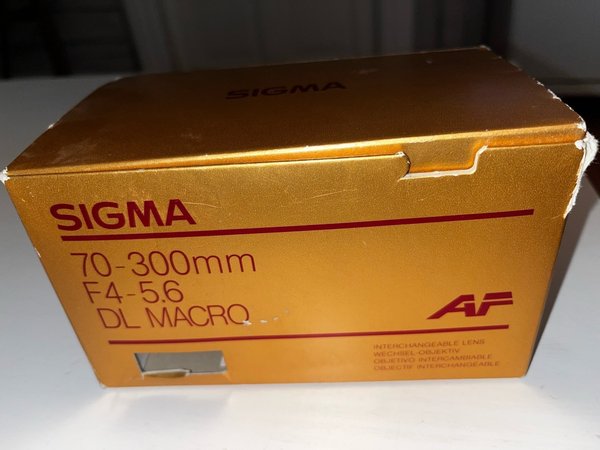 SIGMA
SIGMA
70-300mm
F4-5.6
DL MACRO
AF
INTERCHANGEABLE LENS
WECHSEL-OBJEKTIV
OBJETIVO INTERCAMBIABLE
OBJECTIF INTERCHANGEABLE